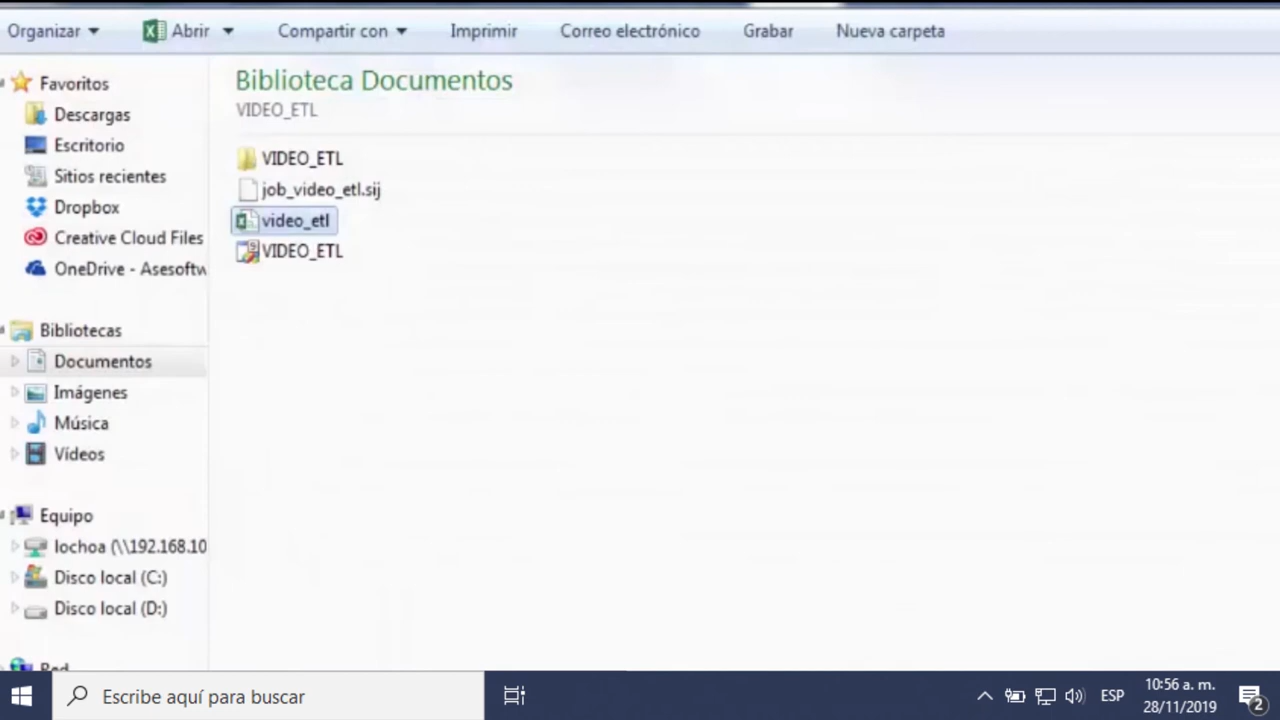 Organizar Abrir Compartir con Imprimir Correo electrónico Grabar Nueva carpeta
Favoritos
Descargas
Escritorio
Sitios recientes
Dropbox
Creative Cloud Files
OneDrive - Asesoftw
Bibliotecas
Documentos
Imágenes
Música
Vídeos
Equipo
lochoa (\\192.168.10
Disco local (C:)
Disco local (D:)
Red
Biblioteca Documentos
VIDEO_ETL
VIDEO_ETL
job_video_etl.sij
video_etl
VIDEO_ETL
Escribe aquí para buscar
ESP
10:56 a. m.
28/11/2019
2